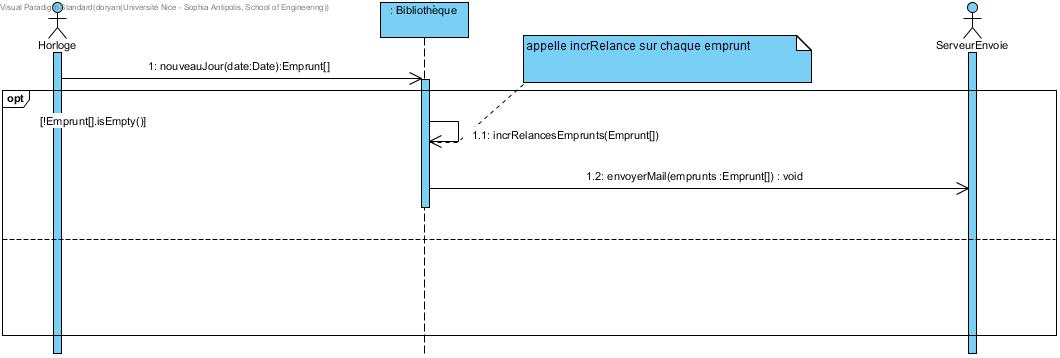 Visual Paradigm Standard(doryan(Université Nice - Sophia Antipolis, School of Engineering))
: Bibliothèque
Horloge
appelle incrRelance sur chaque emprunt
ServeurEnvoie
1: nouveauJour(date:Date):Emprunt[]
opt
[!Emprunt[].isEmpty()]
1.1: incrRelancesEmprunts(Emprunt[])
1.2: envoyerMail(emprunts :Emprunt[]) : void